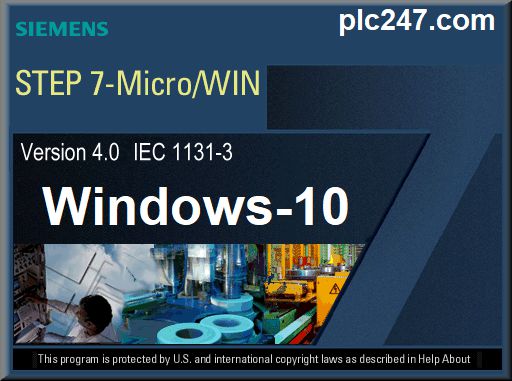 SIEMENS
plc247.com
STEP 7-Micro/WIN
Version 4.0 IEC 1131-3
Windows-10
This program is protected by U.S. and international copyright laws as described in Help About